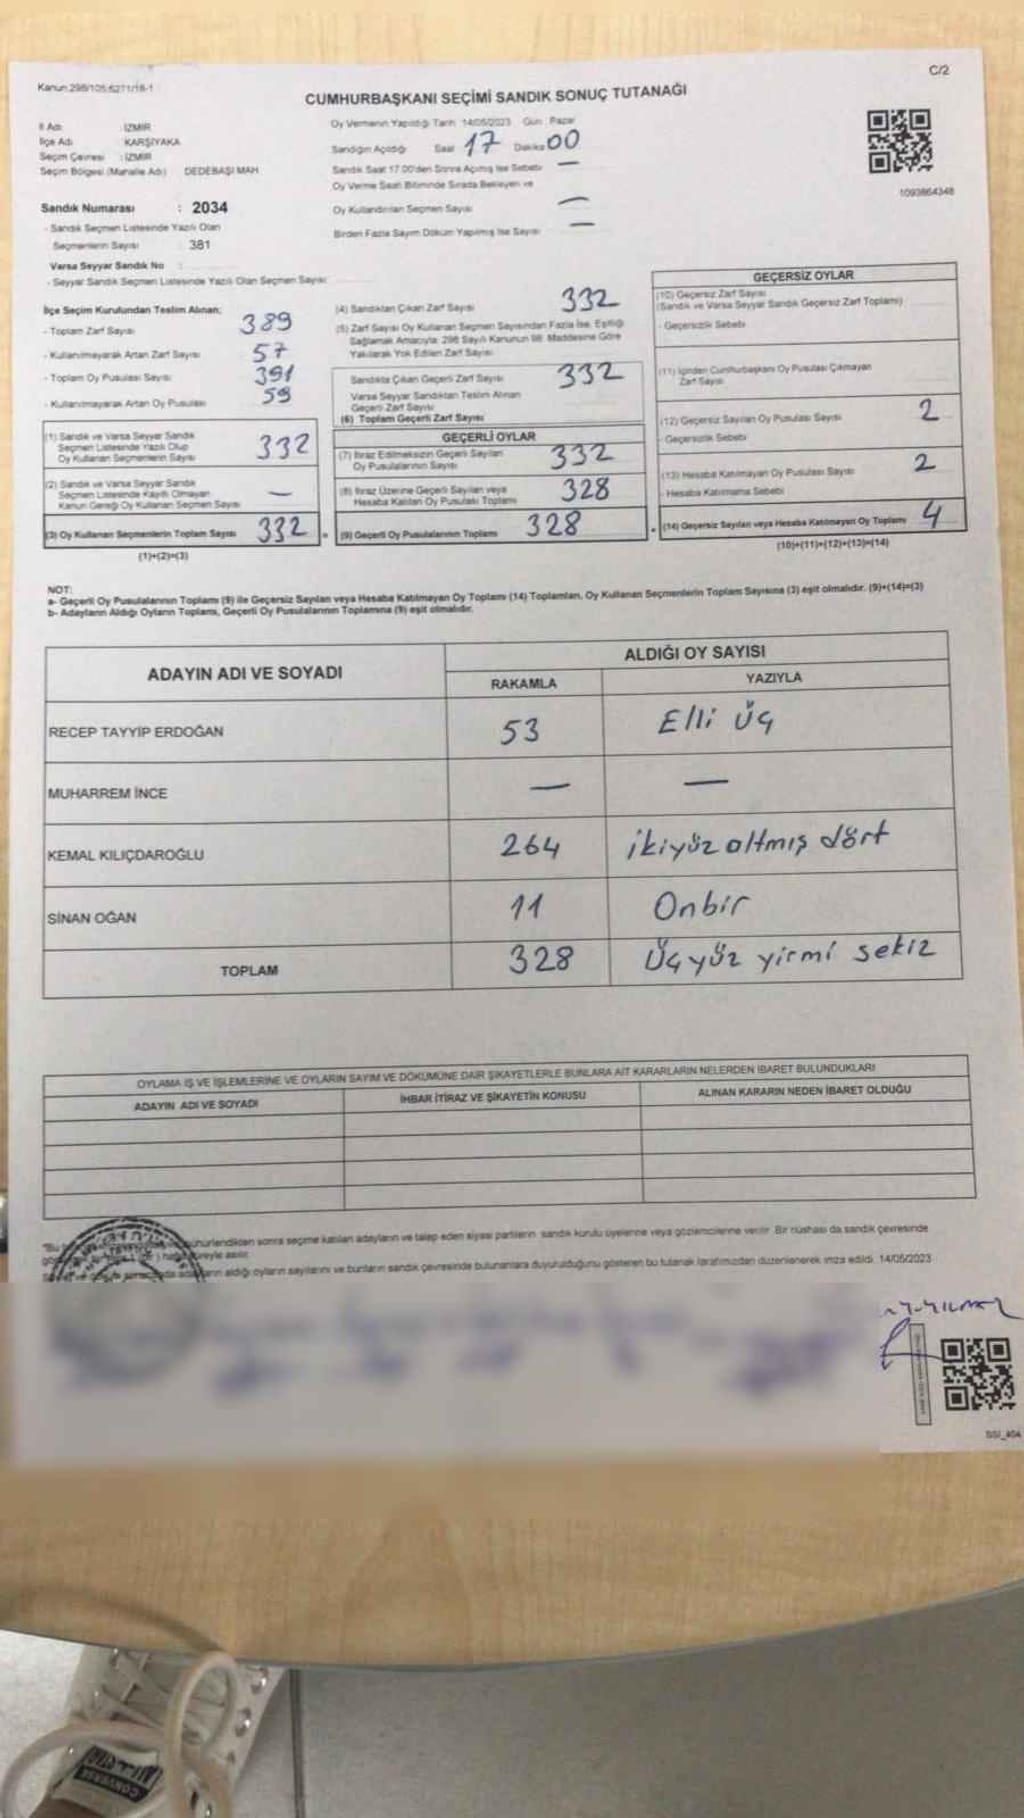 Kanun:298/105;6271/18-1
C/2
CUMHURBAŞKANI SEÇİMİ SANDIK SONUÇ TUTANAĞI
İl Adı : İZMİR
İlçe Adı : KARŞIYAKA
Seçim Çevresi : İZMİR
Seçim Bölgesi (Mahalle Adı) DEDEBAŞI MAH
Oy Vermenin Yapıldığı Tarih 14/05/2023 Gün : Pazar
Sandığın Açıldığı Saat 17 Dakika 00
Sandık Saat 17.00'den Sonra Açılmış İse Sebebi —
Oy Verme Saati Bitiminde Sırada Bekleyen ve
Oy Kullandırılan Seçmen Sayısı —
Birden Fazla Sayım Döküm Yapılmış İse Sayısı —
1093864348
Sandık Numarası : 2034
- Sandık Seçmen Listesinde Yazılı Olan
Seçmenlerin Sayısı : 381
Varsa Seyyar Sandık No :
- Seyyar Sandık Seçmen Listesinde Yazılı Olan Seçmen Sayısı
İlçe Seçim Kurulundan Teslim Alınan;
- Toplam Zarf Sayısı 389
- Kullanılmayarak Artan Zarf Sayısı 57
- Toplam Oy Pusulası Sayısı 391
- Kullanılmayarak Artan Oy Pusulası 59
(1) Sandık ve Varsa Seyyar Sandık
Seçmen Listesinde Yazılı Olup
Oy Kullanan Seçmenlerin Sayısı 332
(2) Sandık ve Varsa Seyyar Sandık
Seçmen Listesinde Kayıtlı Olmayan
Kanun Gereği Oy Kullanan Seçmen Sayısı —
(3) Oy Kullanan Seçmenlerin Toplam Sayısı 332 =
(1)+(2)=(3)
(4) Sandıktan Çıkan Zarf Sayısı 332
(5) Zarf Sayısı Oy Kullanan Seçmen Sayısından Fazla İse, Eşitliği
Sağlamak Amacıyla, 298 Sayılı Kanunun 98. Maddesine Göre
Yakılarak Yok Edilen Zarf Sayısı
Sandıkta Çıkan Geçerli Zarf Sayısı 332
Varsa Seyyar Sandıktan Teslim Alınan
Geçerli Zarf Sayısı
(6) Toplam Geçerli Zarf Sayısı
GEÇERLİ OYLAR
(7) İtiraz Edilmeksizin Geçerli Sayılan
Oy Pusulalarının Sayısı 332
(8) İtiraz Üzerine Geçerli Sayılan veya
Hesaba Katılan Oy Pusulası Toplamı 328
(9) Geçerli Oy Pusulalarının Toplamı 328
GEÇERSİZ OYLAR
(10) Geçersiz Zarf Sayısı
(Sandık ve Varsa Seyyar Sandık Geçersiz Zarf Toplamı)
- Geçersizlik Sebebi
(11) İçinden Cumhurbaşkanı Oy Pusulası Çıkmayan
Zarf Sayısı
(12) Geçersiz Sayılan Oy Pusulası Sayısı 2
- Geçersizlik Sebebi
(13) Hesaba Katılmayan Oy Pusulası Sayısı 2
- Hesaba Katılmama Sebebi
(14) Geçersiz Sayılan veya Hesaba Katılmayan Oy Toplamı 4
(10)+(11)+(12)+(13)=(14)
NOT:
a- Geçerli Oy Pusulalarının Toplamı (9) ile Geçersiz Sayılan veya Hesaba Katılmayan Oy Toplamı (14) Toplamları, Oy Kullanan Seçmenlerin Toplam Sayısına (3) eşit olmalıdır. (9)+(14)=(3)
b- Adayların Aldığı Oyların Toplamı, Geçerli Oy Pusulalarının Toplamına (9) eşit olmalıdır.
ADAYIN ADI VE SOYADI
ALDIĞI OY SAYISI
RAKAMLA YAZIYLA
RECEP TAYYİP ERDOĞAN 53 Elli üç
MUHARREM İNCE — —
KEMAL KILIÇDAROĞLU 264 ikiyüz altmış dört
SİNAN OĞAN 11 Onbir
TOPLAM 328 Üçyüz yirmi sekiz
OYLAMA İŞ VE İŞLEMLERİNE VE OYLARIN SAYIM VE DÖKÜMÜNE DAİR ŞİKAYETLERLE BUNLARA AİT KARARLARIN NELERDEN İBARET BULUNDUKLARI
ADAYIN ADI VE SOYADI İHBAR İTİRAZ VE ŞİKAYETİN KONUSU ALINAN KARARIN NEDEN İBARET OLDUĞU
"Bu mühürlendikten sonra seçime katılan adayların ve talep eden siyasi partilerin sandık kurulu üyelerine veya gözlemcilerine verilir. Bir nüshası da sandık çevresinde
süreyle asılır.
adayların aldığı oyların sayılarını ve bunların sandık çevresinde bulunanlara duyurulduğunu gösteren bu tutanak tarafımızdan düzenlenerek imza edildi. 14/05/2023
SSI_404
CONVERSE